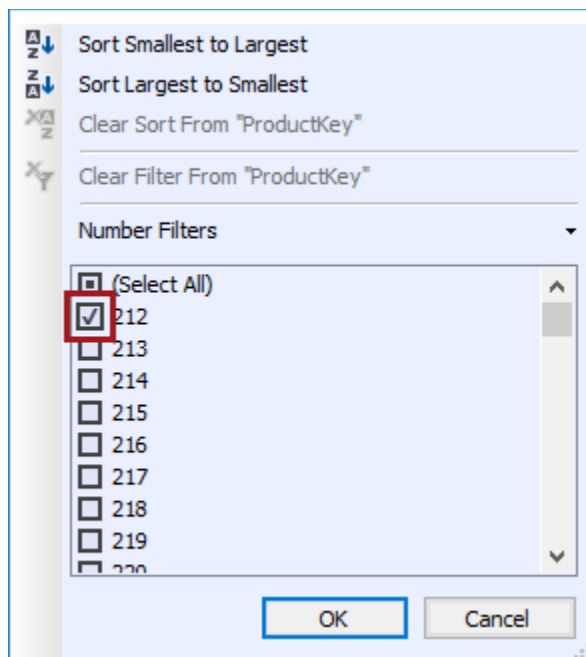 Sort Smallest to Largest
Sort Largest to Smallest
Clear Sort From "ProductKey"
Clear Filter From "ProductKey"
Number Filters
(Select All)
212
213
214
215
216
217
218
219
220
OK Cancel